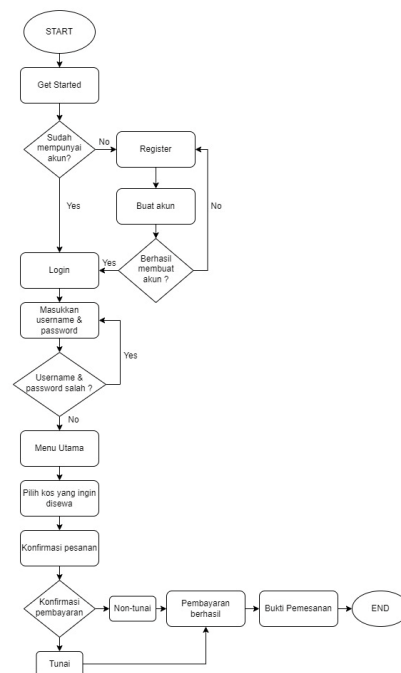 START
Get Started
Sudah
mempunyai
akun?
No
Register
Buat akun
No
Yes
Berhasil
membuat
akun ?
Yes
Login
Masukkan
username &
password
Yes
Username &
password salah ?
No
Menu Utama
Pilih kos yang ingin
disewa
Konfirmasi pesanan
Konfirmasi
pembayaran
Non-tunai
Pembayaran
berhasil
Bukti Pemesanan
END
Tunai